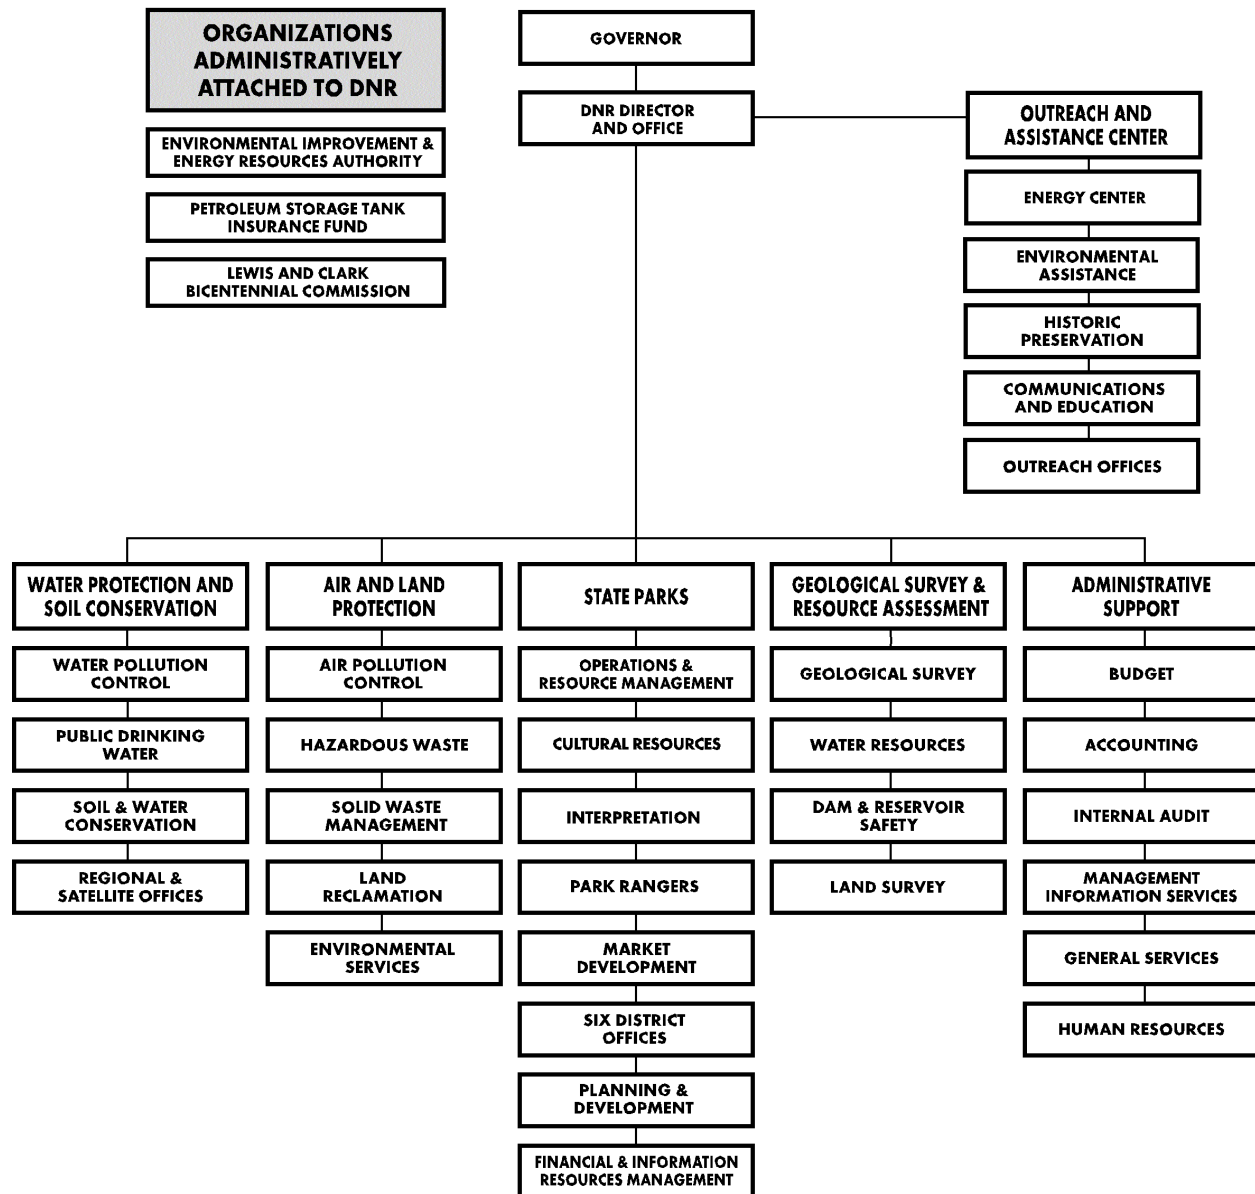 ORGANIZATIONS
ADMINISTRATIVELY
ATTACHED TO DNR
ENVIRONMENTAL IMPROVEMENT &
ENERGY RESOURCES AUTHORITY
PETROLEUM STORAGE TANK
INSURANCE FUND
LEWIS AND CLARK
BICENTENNIAL COMMISSION
GOVERNOR
DNR DIRECTOR
AND OFFICE
OUTREACH AND
ASSISTANCE CENTER
ENERGY CENTER
ENVIRONMENTAL
ASSISTANCE
HISTORIC
PRESERVATION
COMMUNICATIONS
AND EDUCATION
OUTREACH OFFICES
WATER PROTECTION AND
SOIL CONSERVATION
WATER POLLUTION
CONTROL
PUBLIC DRINKING
WATER
SOIL & WATER
CONSERVATION
REGIONAL &
SATELLITE OFFICES
AIR AND LAND
PROTECTION
AIR POLLUTION
CONTROL
HAZARDOUS WASTE
SOLID WASTE
MANAGEMENT
LAND
RECLAMATION
ENVIRONMENTAL
SERVICES
STATE PARKS
OPERATIONS &
RESOURCE MANAGEMENT
CULTURAL RESOURCES
INTERPRETATION
PARK RANGERS
MARKET
DEVELOPMENT
SIX DISTRICT
OFFICES
PLANNING &
DEVELOPMENT
FINANCIAL & INFORMATION
RESOURCES MANAGEMENT
GEOLOGICAL SURVEY &
RESOURCE ASSESSMENT
GEOLOGICAL SURVEY
WATER RESOURCES
DAM & RESERVOIR
SAFETY
LAND SURVEY
ADMINISTRATIVE
SUPPORT
BUDGET
ACCOUNTING
INTERNAL AUDIT
MANAGEMENT
INFORMATION SERVICES
GENERAL SERVICES
HUMAN RESOURCES